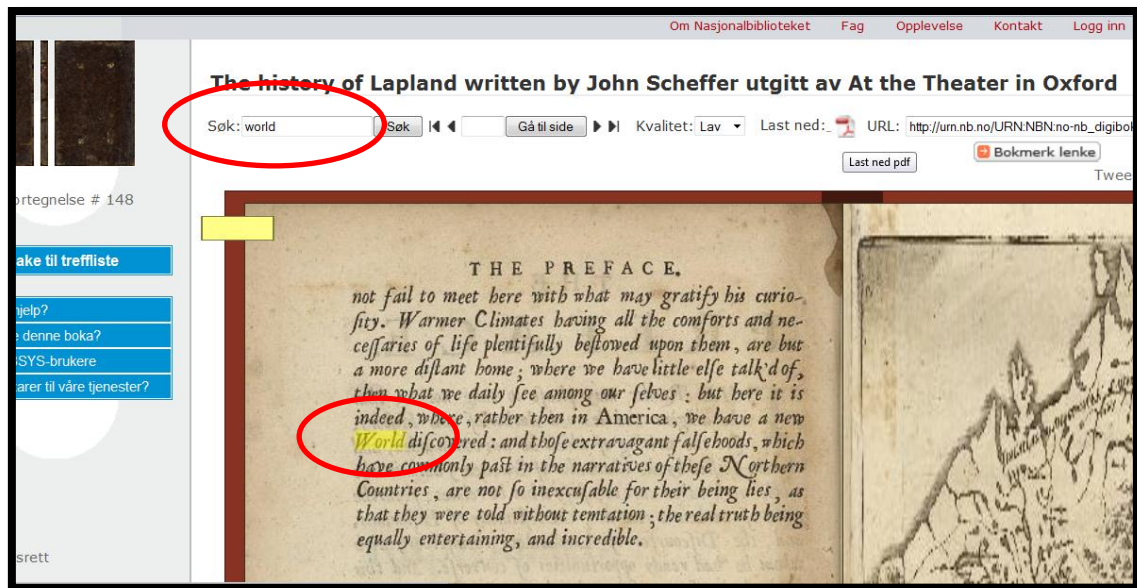 Om Nasjonalbiblioteket Fag Opplevelse Kontakt Logg inn
The history of Lapland written by John Scheffer utgitt av At the Theater in Oxford
Søk: world Søk Gå til side Kvalitet: Lav Last ned: URL: http://urn.nb.no/URN:NBN:no-nb_digibok
Last ned pdf Bokmerk lenke
Twee
ortegnelse # 148
ake til treffliste
hjelp?
e denne boka?
SYS-brukere
arer til våre tjenester?
srett
THE PREFACE.
not fail to meet here with what may gratify his curio-
ſity. Warmer Climates having all the comforts and ne-
ceſſaries of life plentifully beſtowed upon them, are but
a more diſtant home; where we have little elſe talk'd of,
then what we daily ſee among our ſelves: but here it is
indeed, where, rather then in America, we have a new
World diſcovered: and thoſe extravagant falſehoods, which
have commonly paſt in the narratives of theſe Northern
Countries, are not ſo inexcuſable for their being lies, as
that they were told without temtation; the real truth being
equally entertaining, and incredible.